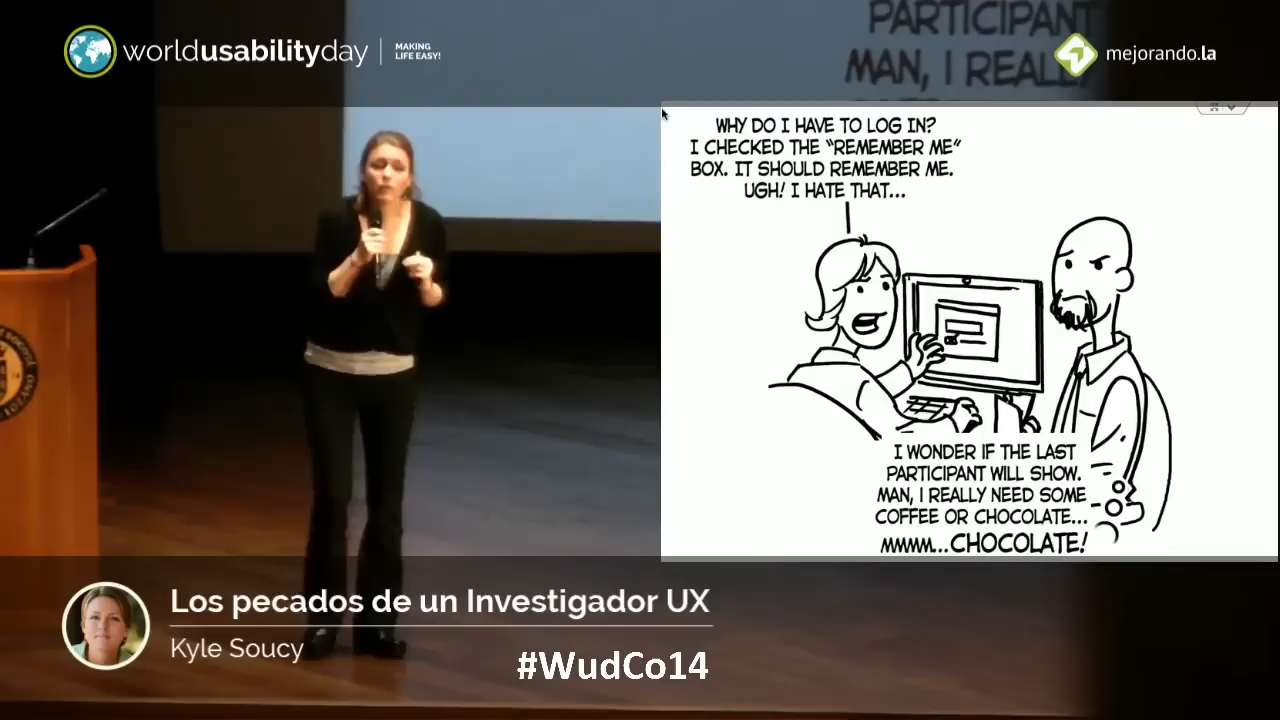 worldusabilityday
MAKING
LIFE EASY!
PARTICIPANT
MAN, I REALLY
mejorando.la
WHY DO I HAVE TO LOG IN?
I CHECKED THE “REMEMBER ME”
BOX. IT SHOULD REMEMBER ME.
UGH! I HATE THAT...
I WONDER IF THE LAST
PARTICIPANT WILL SHOW.
MAN, I REALLY NEED SOME
COFFEE OR CHOCOLATE...
MMMM...CHOCOLATE!
LOZANO
Los pecados de un Investigador UX
Kyle Soucy
#WudCo14